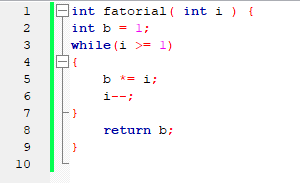 1 int fatorial( int i ) {
2 int b = 1;
3 while(i >= 1)
4 {
5 b *= i;
6 i--;
7 }
8 return b;
9 }
10